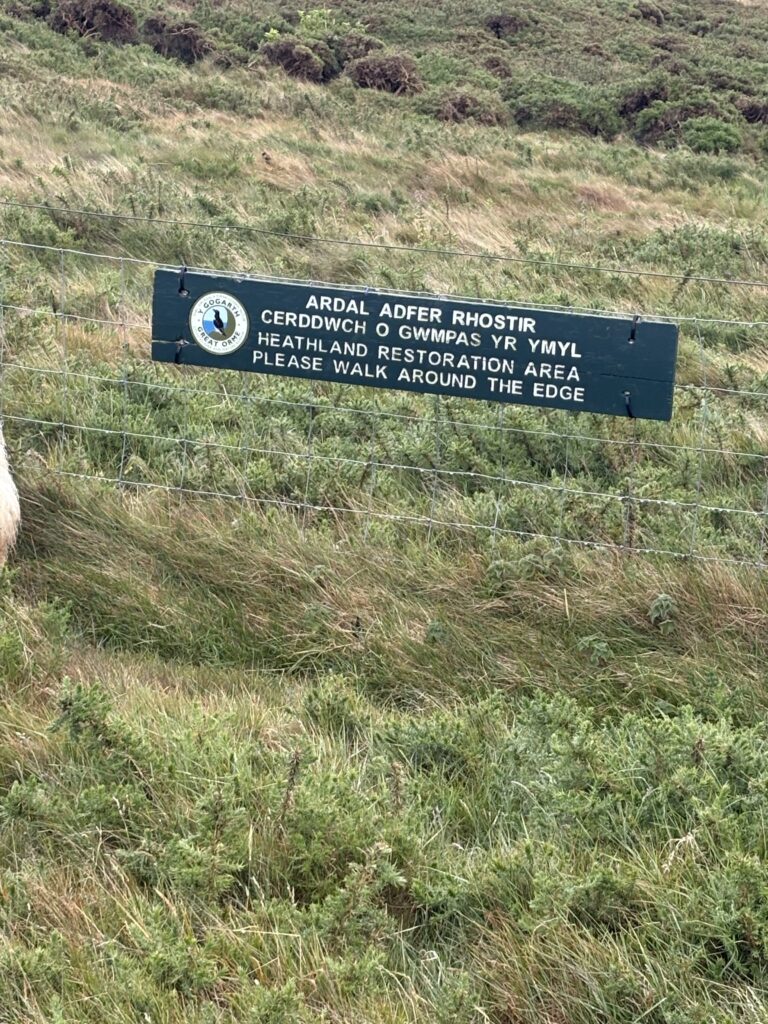 Y GOGARTH
GREAT ORME
ARDAL ADFER RHOSTIR
CERDDWCH O GWMPAS YR YMYL
HEATHLAND RESTORATION AREA
PLEASE WALK AROUND THE EDGE